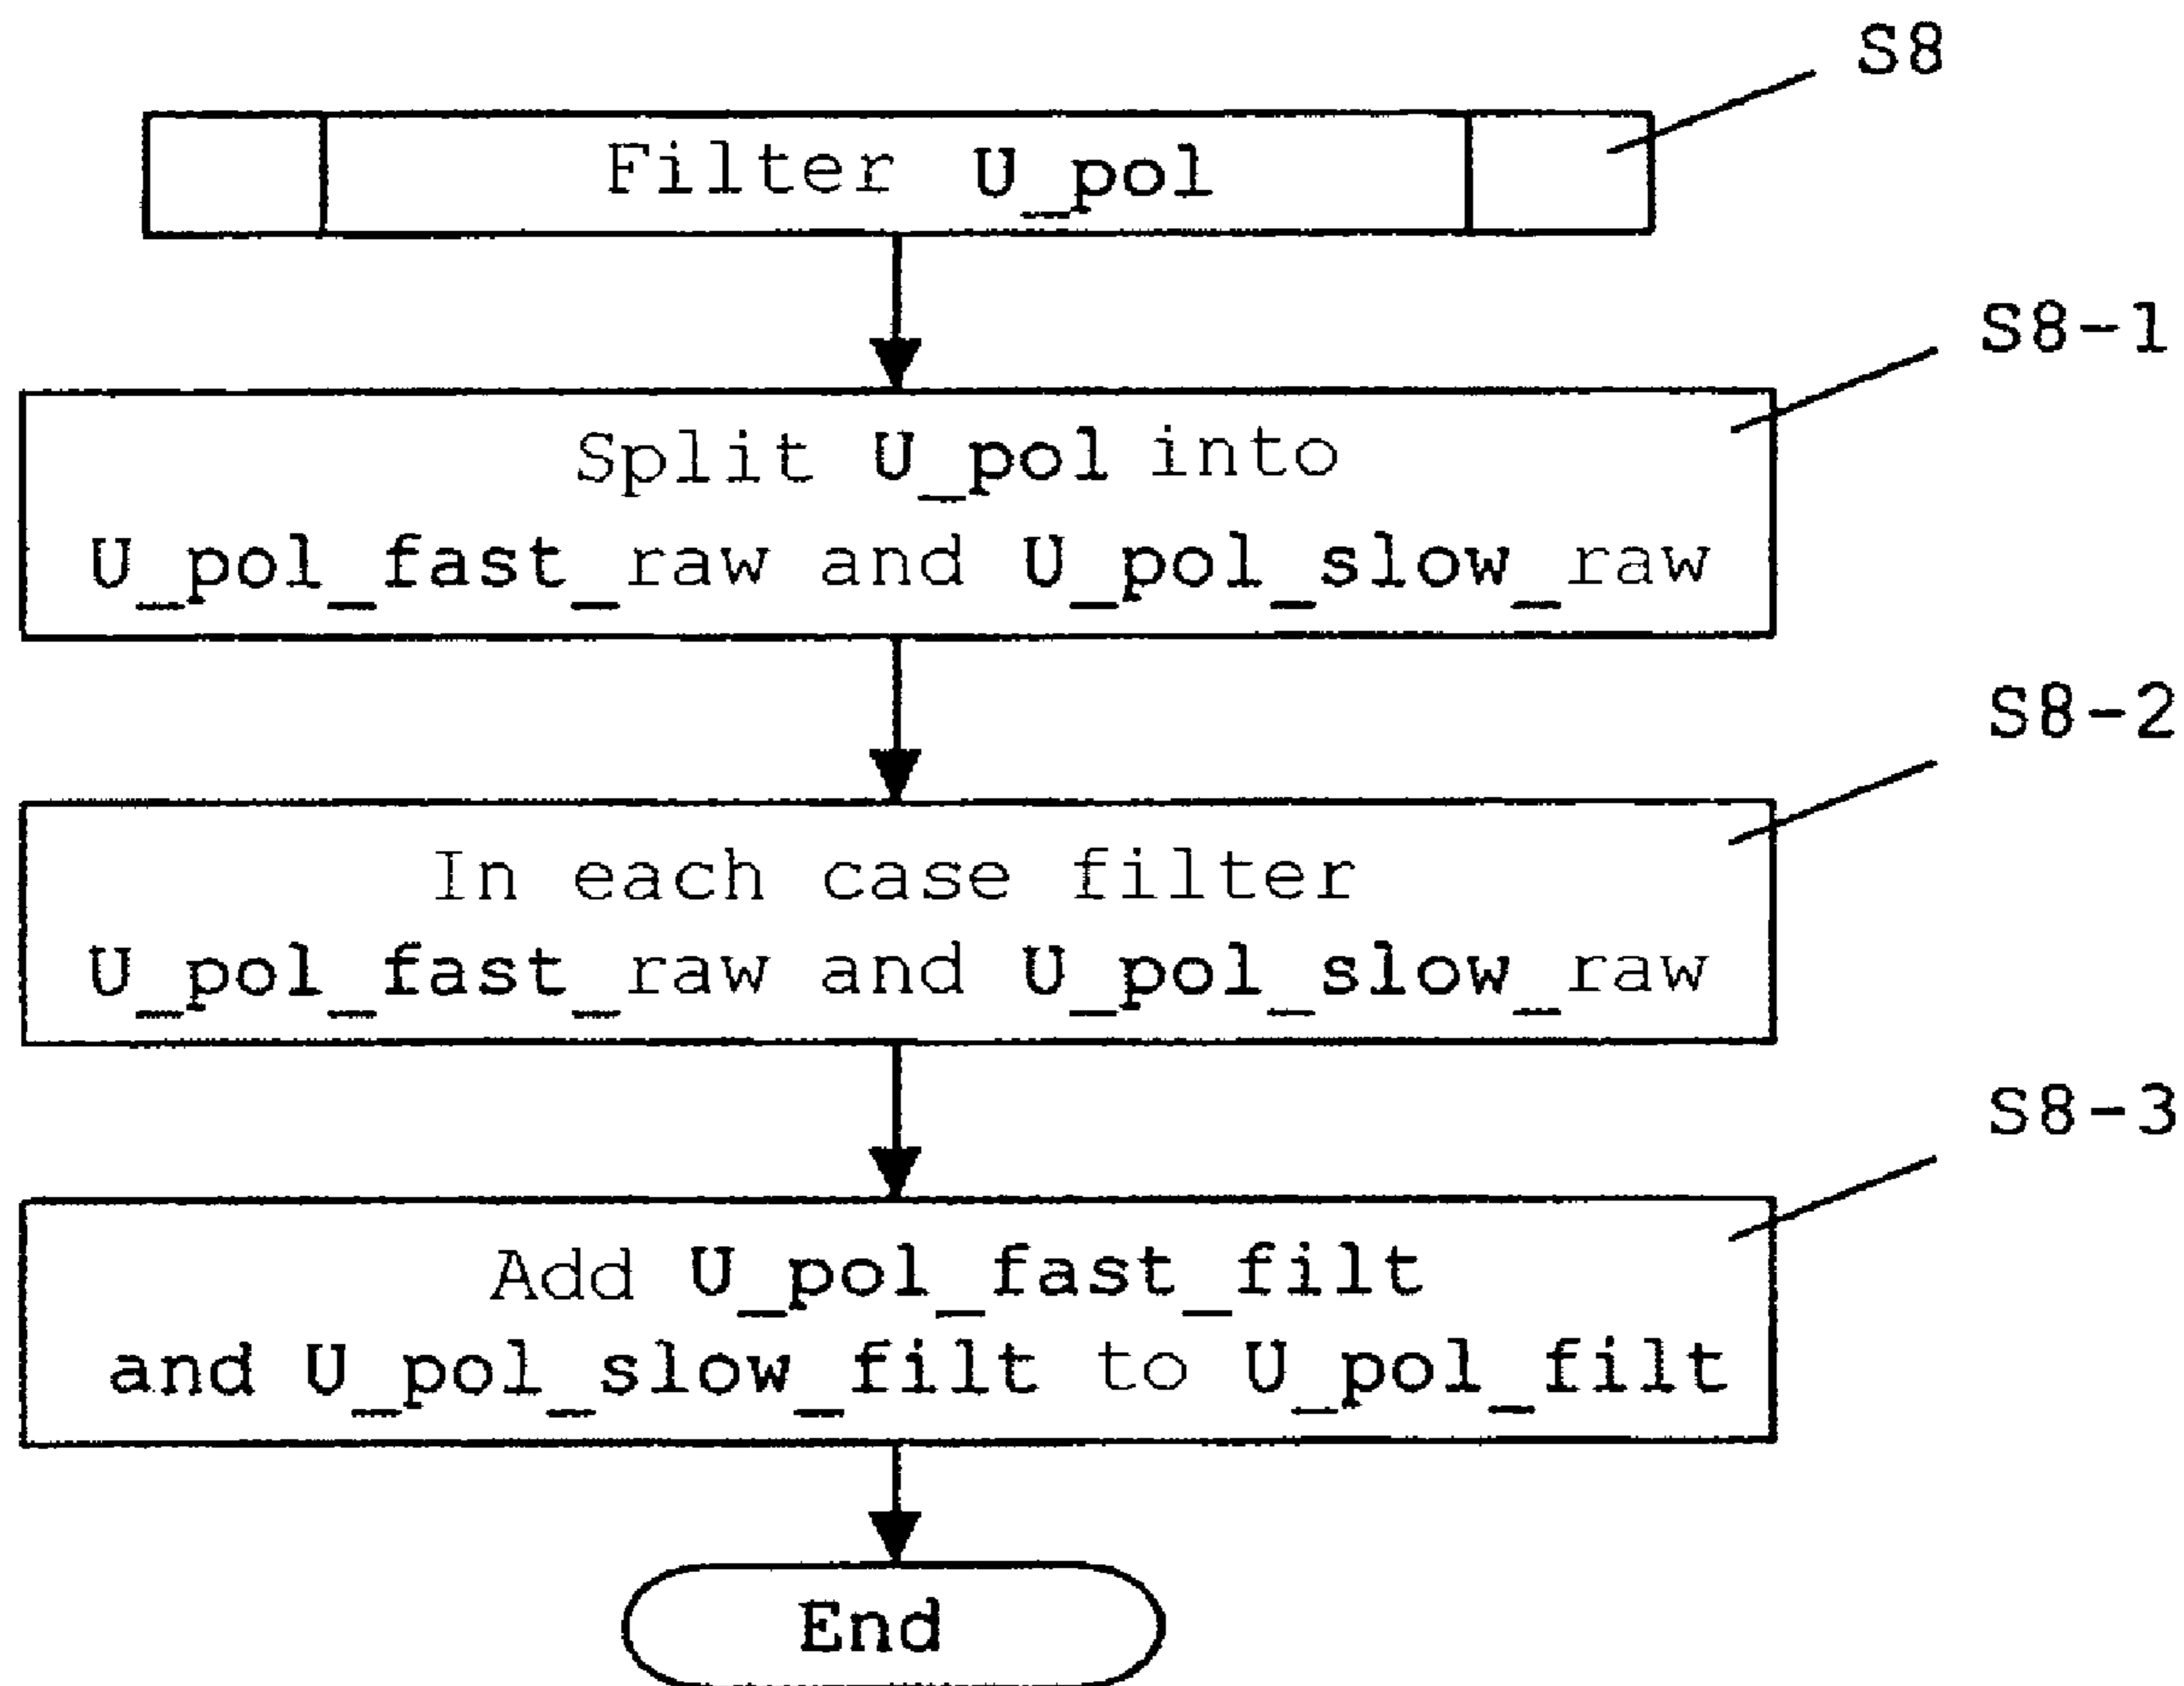 S8
Filter U_pol
S8-1
Split U_pol into
U_pol_fast_raw and U_pol_slow_raw
S8-2
In each case filter
U_pol_fast_raw and U_pol_slow_raw
S8-3
Add U_pol_fast_filt
and U_pol_slow_filt to U_pol_filt
End